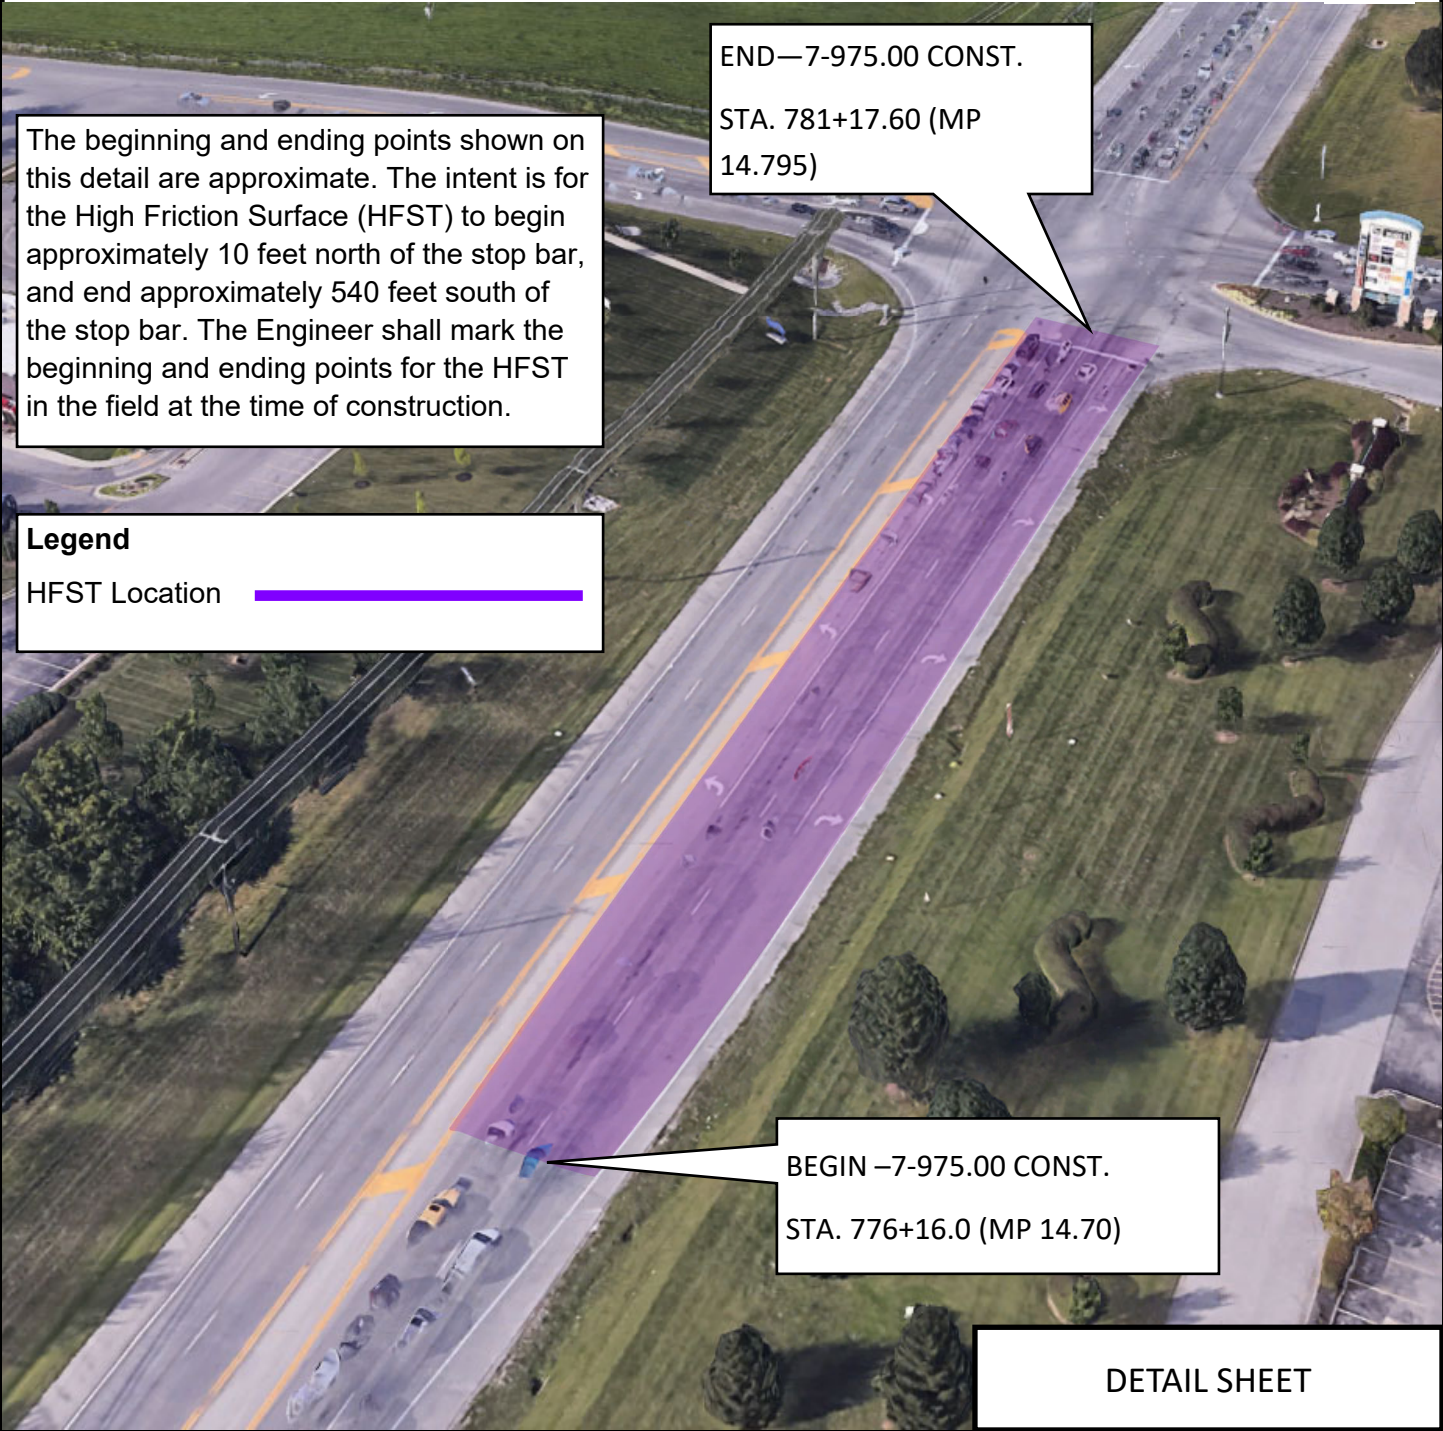 END—7-975.00 CONST.
STA. 781+17.60 (MP
14.795)
The beginning and ending points shown on
this detail are approximate. The intent is for
the High Friction Surface (HFST) to begin
approximately 10 feet north of the stop bar,
and end approximately 540 feet south of
the stop bar. The Engineer shall mark the
beginning and ending points for the HFST
in the field at the time of construction.
Legend
HFST Location
BEGIN –7-975.00 CONST.
STA. 776+16.0 (MP 14.70)
DETAIL SHEET